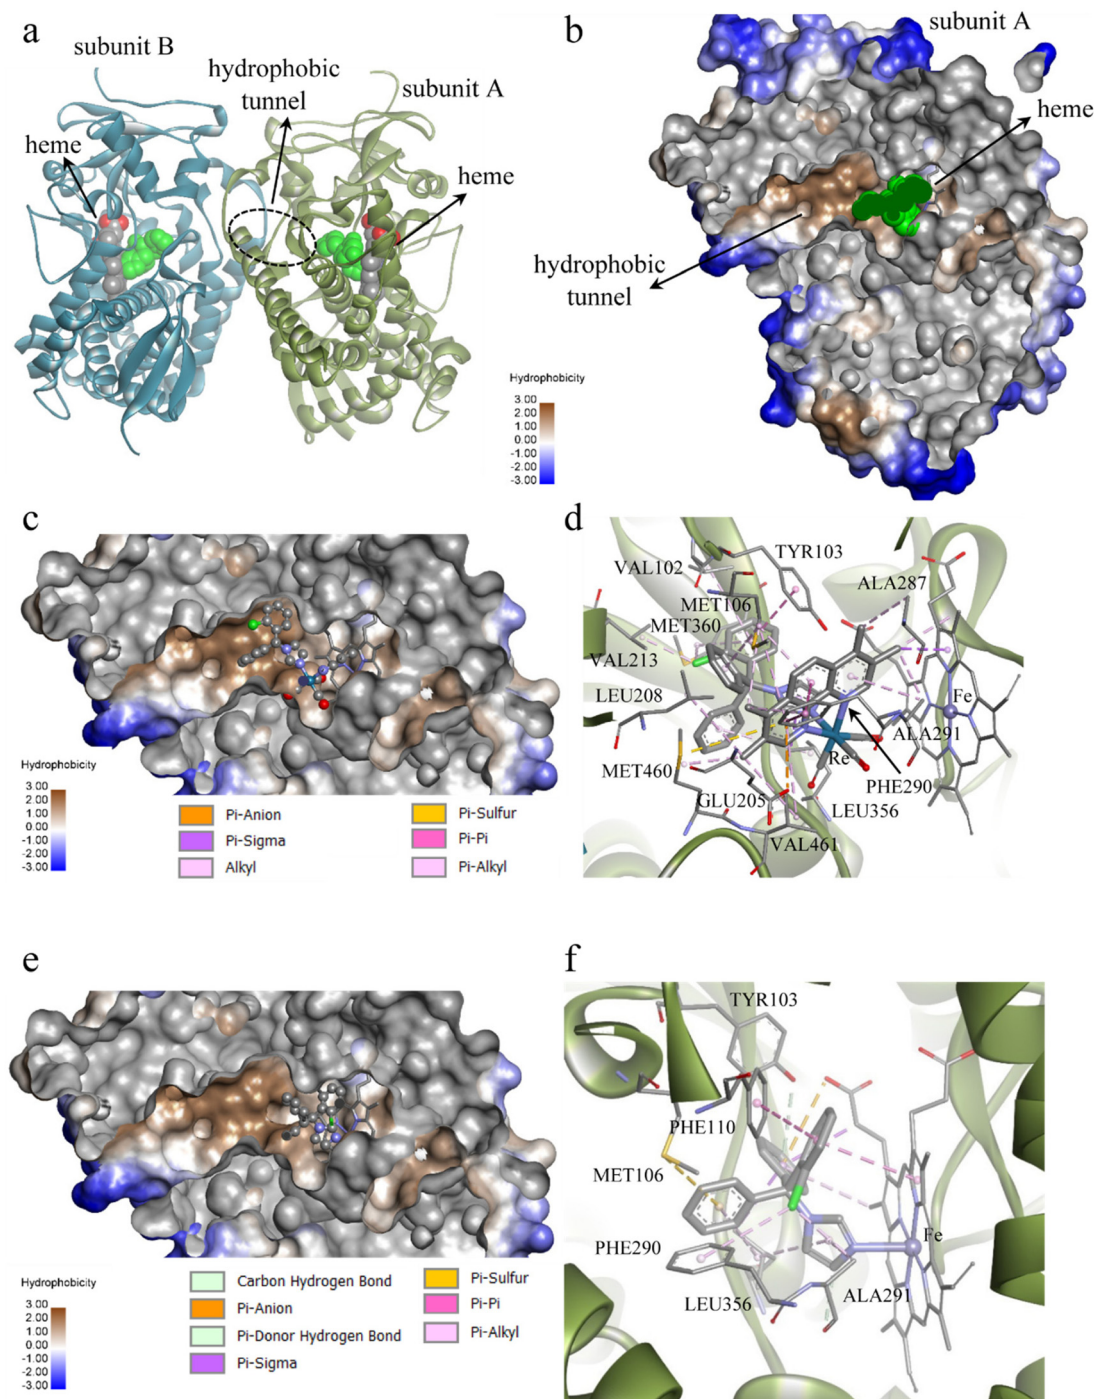 a
subunit B
hydrophobic
tunnel
subunit A
heme
heme
b
subunit A
heme
hydrophobic
tunnel
Hydrophobicity
3.00
2.00
1.00
0.00
-1.00
-2.00
-3.00
c
Hydrophobicity
3.00
2.00
1.00
0.00
-1.00
-2.00
-3.00
Pi-Anion
Pi-Sigma
Alkyl
Pi-Sulfur
Pi-Pi
Pi-Alkyl
d
TYR103
VAL102
ALA287
MET106
MET360
VAL213
LEU208
Fe
ALA291
Re
MET460
PHE290
GLU205
LEU356
VAL461
e
Hydrophobicity
3.00
2.00
1.00
0.00
-1.00
-2.00
-3.00
Carbon Hydrogen Bond
Pi-Anion
Pi-Donor Hydrogen Bond
Pi-Sigma
Pi-Sulfur
Pi-Pi
Pi-Alkyl
f
TYR103
PHE110
MET106
Fe
PHE290
LEU356
ALA291